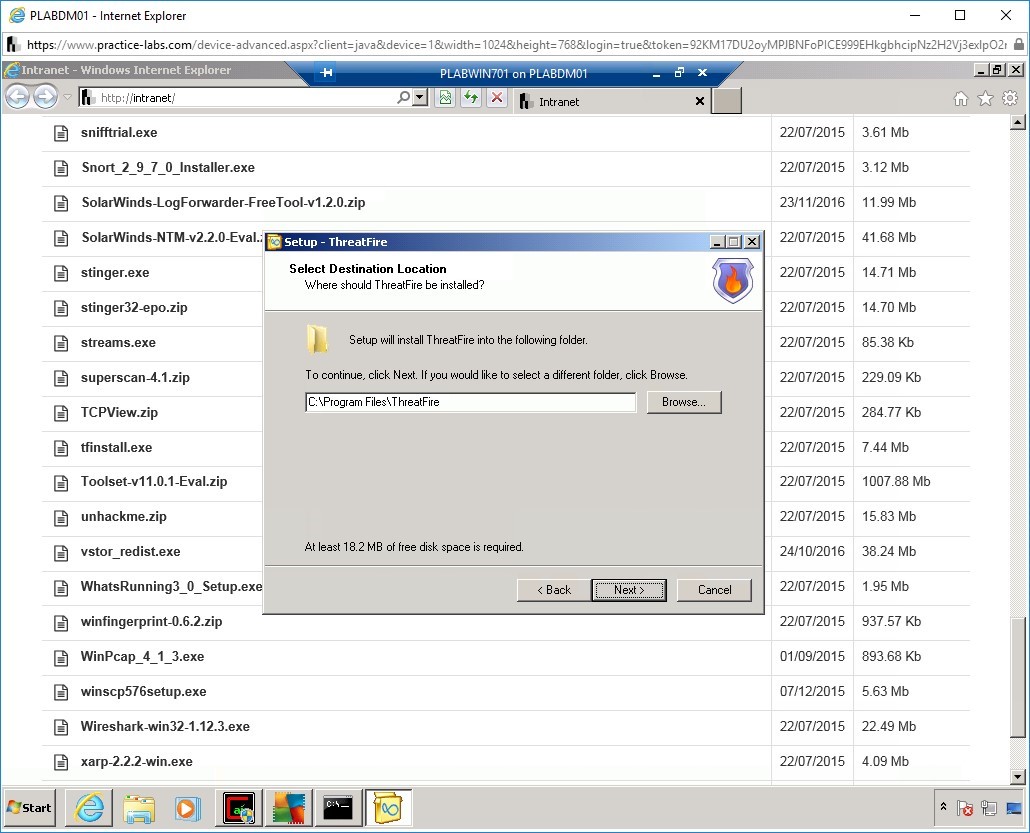 PLABDM01 - Internet Explorer
https://www.practice-labs.com/device-advanced.aspx?client=java&device=1&width=1024&height=768&login=true&token=92KM17DU2oyMPJBNFoPICE999EHkgbhcipNz2H2Vj3exIpO2r
Intranet - Windows Internet Explorer
PLABWIN701 on PLABDM01
http://intranet/
Intranet
snifftrial.exe 22/07/2015 3.61 Mb
Snort_2_9_7_0_Installer.exe 22/07/2015 3.12 Mb
SolarWinds-LogForwarder-FreeTool-v1.2.0.zip 23/11/2016 11.99 Mb
SolarWinds-NTM-v2.2.0-Eval.z 22/07/2015 41.68 Mb
Setup - ThreatFire
Select Destination Location
Where should ThreatFire be installed?
Setup will install ThreatFire into the following folder.
To continue, click Next. If you would like to select a different folder, click Browse.
C:\Program Files\ThreatFire
Browse...
At least 18.2 MB of free disk space is required.
< Back Next > Cancel
stinger.exe 22/07/2015 14.71 Mb
stinger32-epo.zip 22/07/2015 14.70 Mb
streams.exe 22/07/2015 85.38 Kb
superscan-4.1.zip 22/07/2015 229.09 Kb
TCPView.zip 22/07/2015 284.77 Kb
tfinstall.exe 22/07/2015 7.44 Mb
Toolset-v11.0.1-Eval.zip 22/07/2015 1007.88 Mb
unhackme.zip 22/07/2015 15.83 Mb
vstor_redist.exe 24/10/2016 38.24 Mb
WhatsRunning3_0_Setup.exe 22/07/2015 1.95 Mb
winfingerprint-0.6.2.zip 22/07/2015 937.57 Kb
WinPcap_4_1_3.exe 01/09/2015 893.68 Kb
winscp576setup.exe 07/12/2015 5.63 Mb
Wireshark-win32-1.12.3.exe 22/07/2015 22.49 Mb
xarp-2.2.2-win.exe 22/07/2015 4.09 Mb
Start